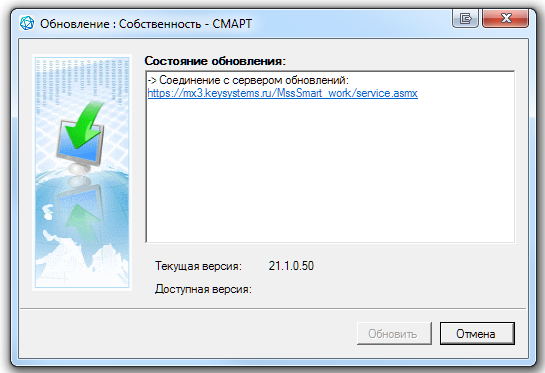 Обновление : Собственность - СМАРТ
Состояние обновления:
-> Соединение с сервером обновлений:
https://mx3.keysystems.ru/MssSmart_work/service.asmx
Текущая версия: 21.1.0.50
Доступная версия:
Обновить Отмена